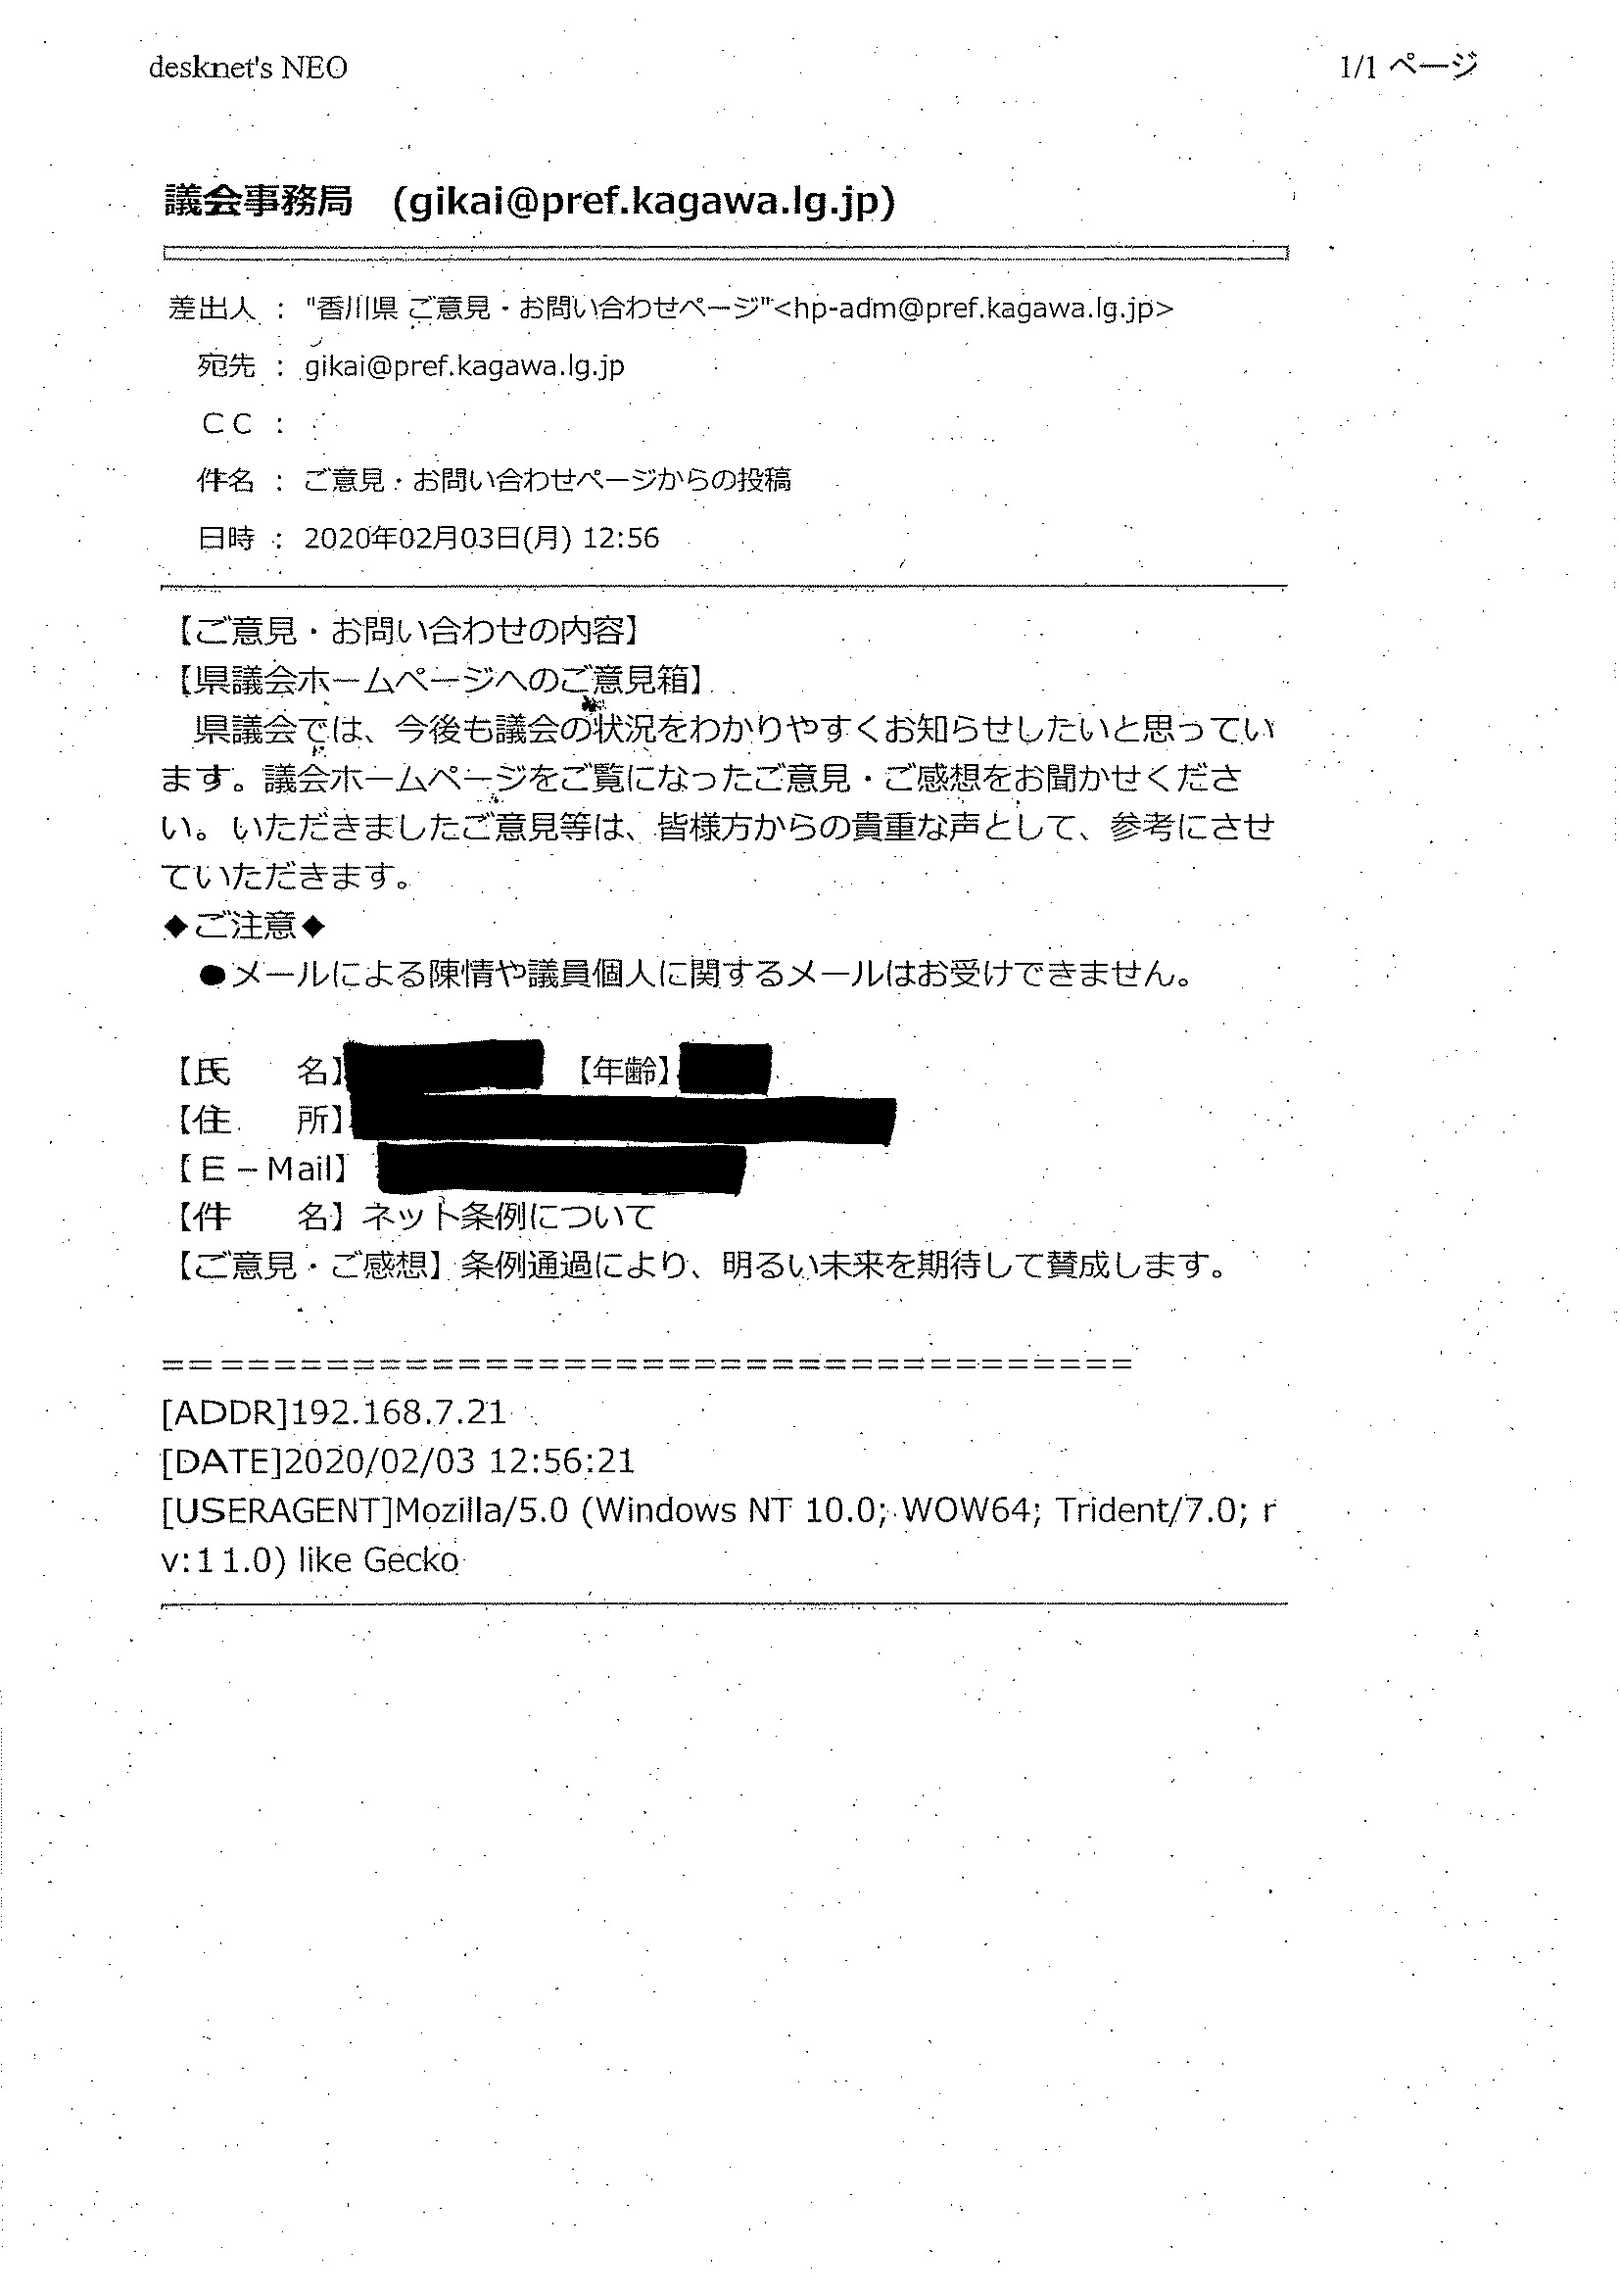 desknet's NEO
1/1 ページ
議会事務局　(gikai@pref.kagawa.lg.jp)
差出人 ： "香川県 ご意見・お問い合わせページ"<hp-adm@pref.kagawa.lg.jp>
宛先 ： gikai@pref.kagawa.lg.jp
ＣＣ ：
件名 ： ご意見・お問い合わせページからの投稿
日時 ： 2020年02月03日(月) 12:56
【ご意見・お問い合わせの内容】
【県議会ホームページへのご意見箱】
　県議会では、今後も議会の状況をわかりやすくお知らせしたいと思ってい
ます。議会ホームページをご覧になったご意見・ご感想をお聞かせくださ
い。いただきましたご意見等は、皆様方からの貴重な声として、参考にさせ
ていただきます。
◆ご注意◆
　●メールによる陳情や議員個人に関するメールはお受けできません。
【氏　　名】　【年齢】
【住　　所】
【Ｅ－Mail】
【件　　名】ネット条例について
【ご意見・ご感想】条例通過により、明るい未来を期待して賛成します。
=====================================
[ADDR]192.168.7.21
[DATE]2020/02/03 12:56:21
[USERAGENT]Mozilla/5.0 (Windows NT 10.0; WOW64; Trident/7.0; r
v:11.0) like Gecko